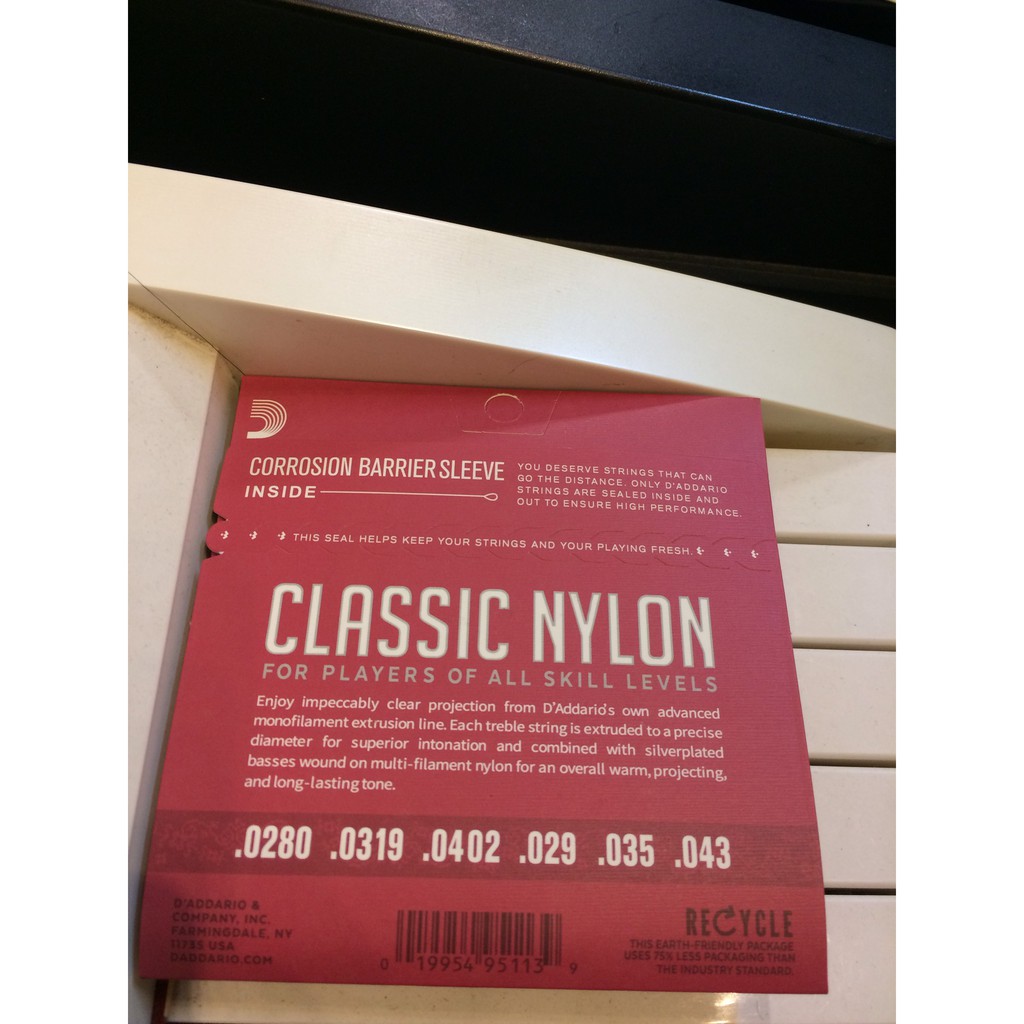 CORROSION BARRIER SLEEVE
INSIDE
YOU DESERVE STRINGS THAT CAN
GO THE DISTANCE. ONLY D'ADDARIO
STRINGS ARE SEALED INSIDE AND
OUT TO ENSURE HIGH PERFORMANCE.
THIS SEAL HELPS KEEP YOUR STRINGS AND YOUR PLAYING FRESH.
CLASSIC NYLON
FOR PLAYERS OF ALL SKILL LEVELS
Enjoy impeccably clear projection from D'Addario's own advanced
monofilament extrusion line. Each treble string is extruded to a precise
diameter for superior intonation and combined with silverplated
basses wound on multi-filament nylon for an overall warm, projecting,
and long-lasting tone.
.0280 .0319 .0402 .029 .035 .043
D'ADDARIO &
COMPANY, INC.
FARMINGDALE, NY
11735 USA
DADDARIO.COM
0 19954 95113 9
RECYCLE
THIS EARTH-FRIENDLY PACKAGE
USES 75% LESS PACKAGING THAN
THE INDUSTRY STANDARD.